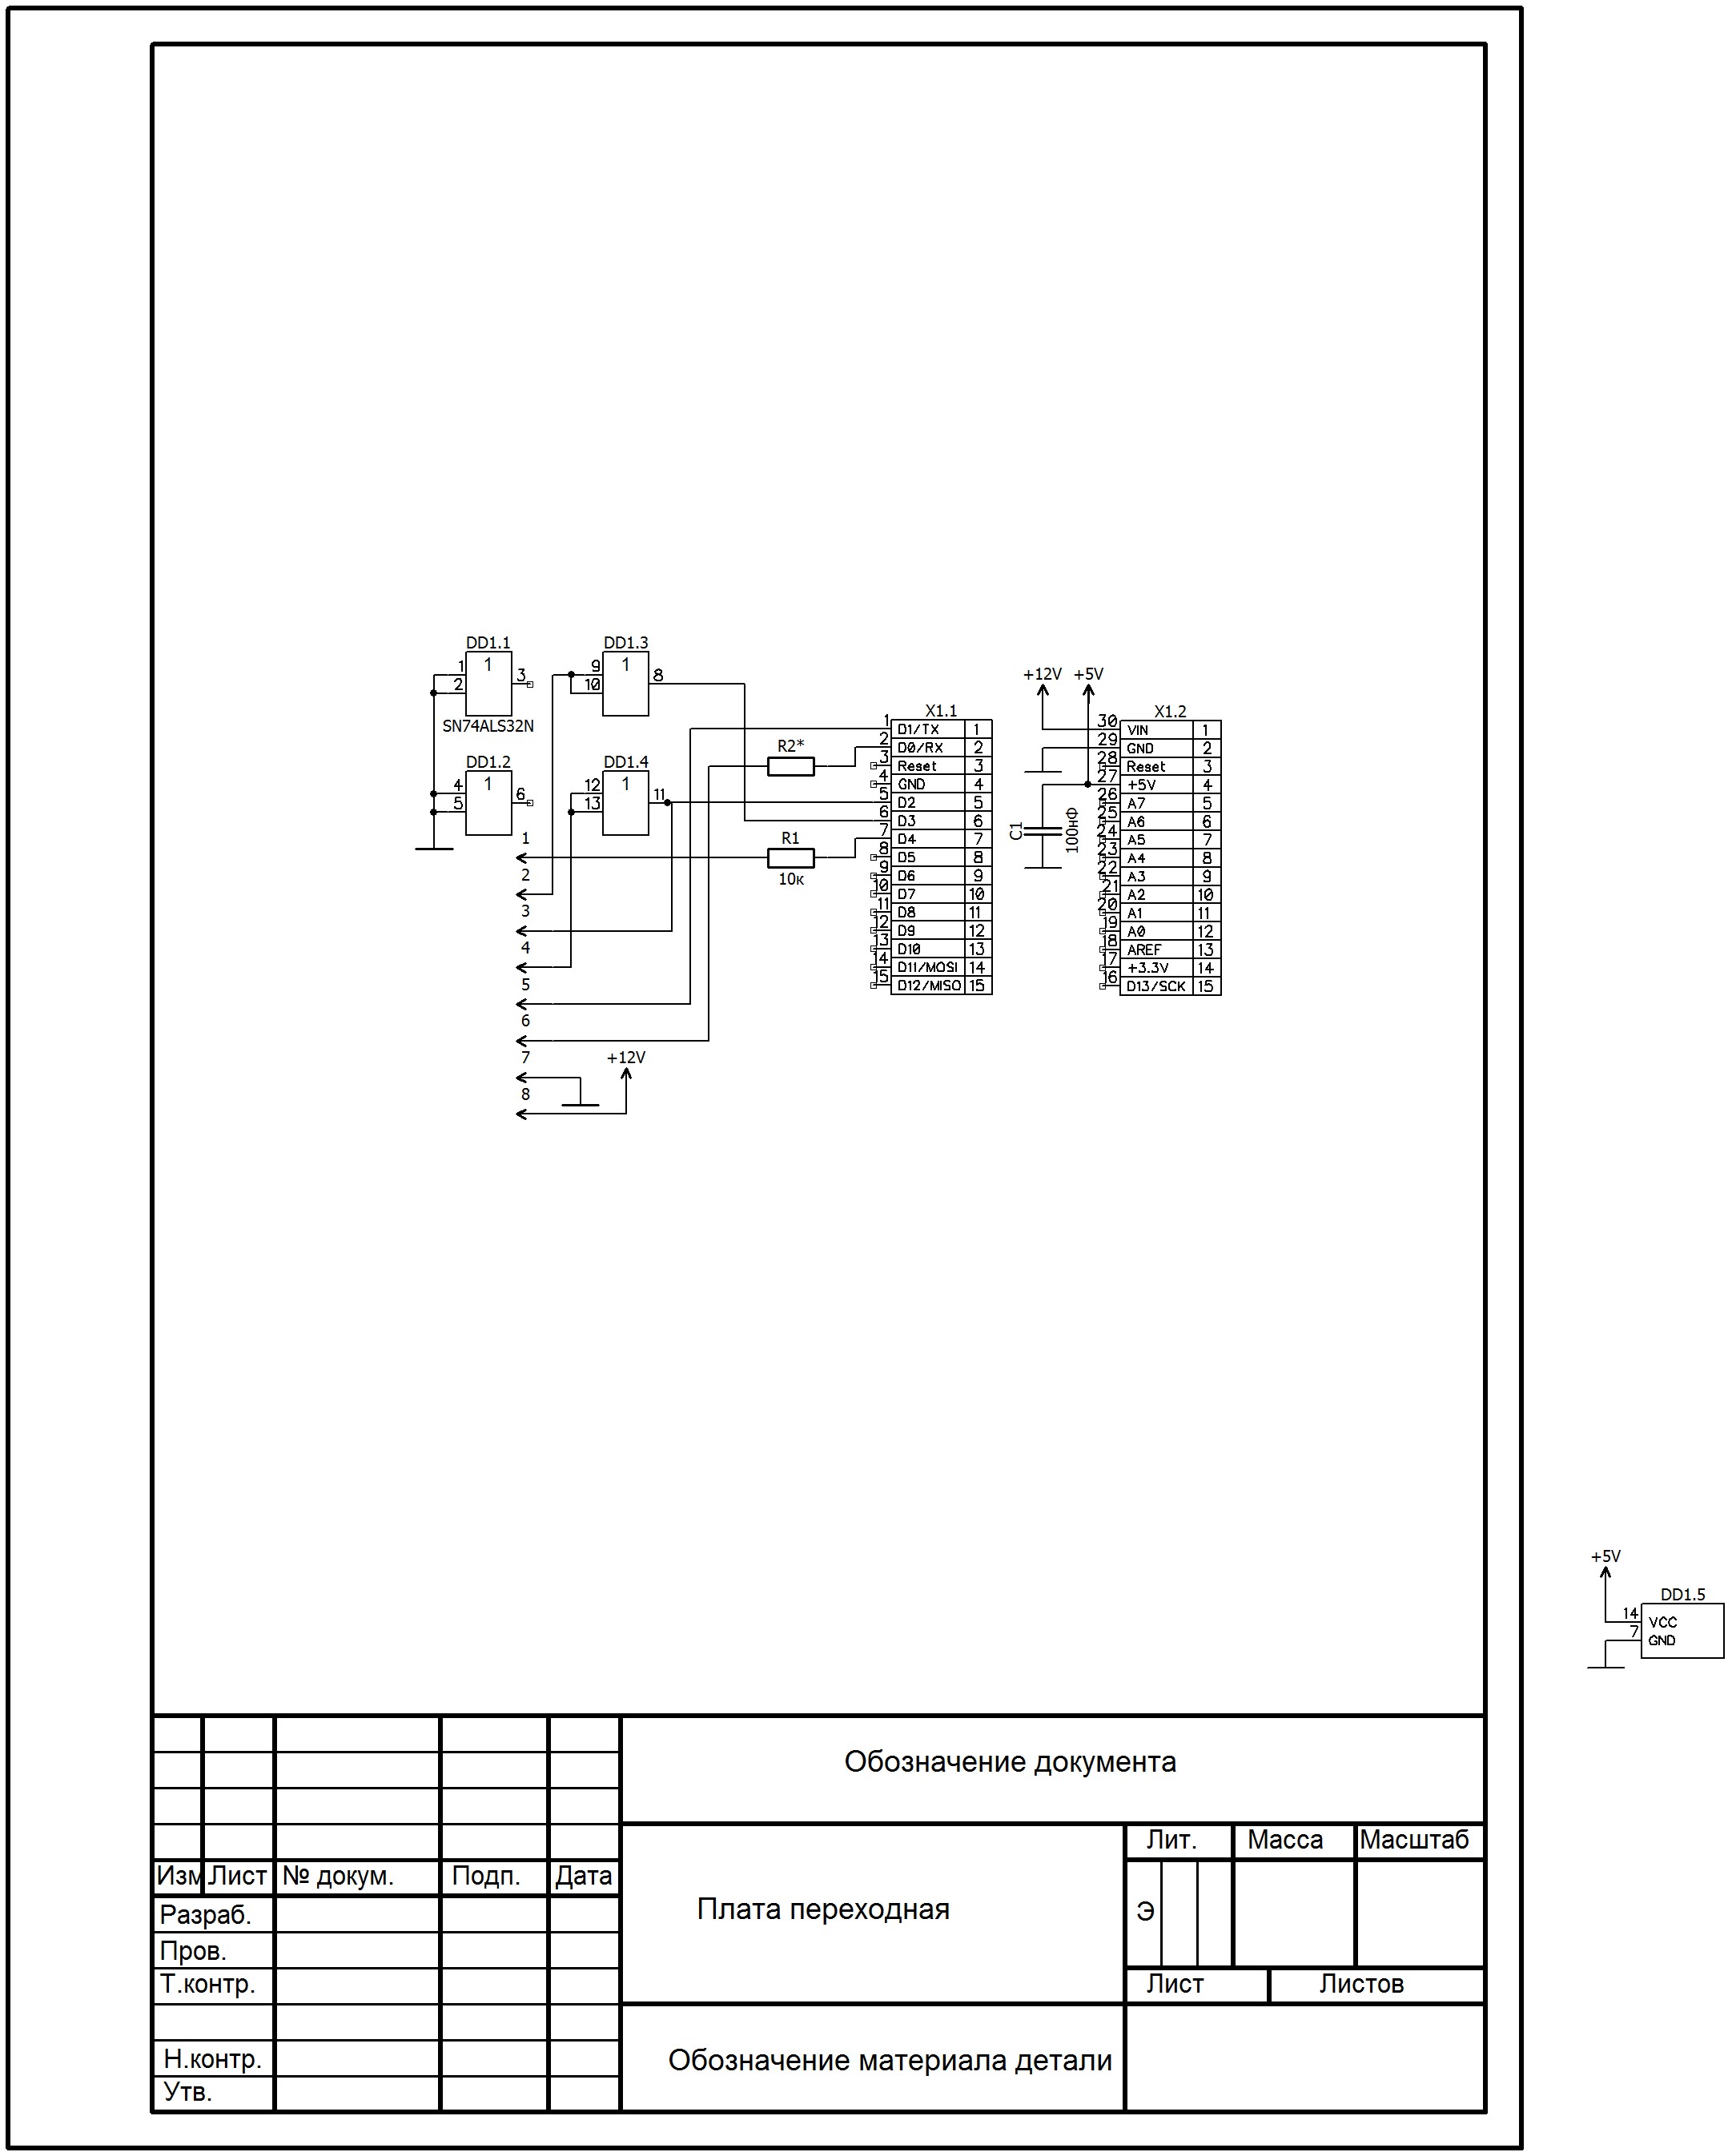 DD1.1
1
1
2
3
SN74ALS32N
DD1.3
9
1
10
8
DD1.2
4
1
5
6
DD1.4
12
1
13
11
1
2
3
4
5
6
7
8
+12V
R2*
R1
10к
X1.1
1 D1/TX 1
2 D0/RX 2
3 Reset 3
4 GND 4
5 D2 5
6 D3 6
7 D4 7
8 D5 8
9 D6 9
10 D7 10
11 D8 11
12 D9 12
13 D10 13
14 D11/MOSI 14
15 D12/MISO 15
+12V +5V
C1
100нФ
X1.2
30 VIN 1
29 GND 2
28 Reset 3
27 +5V 4
26 A7 5
25 A6 6
24 A5 7
23 A4 8
22 A3 9
21 A2 10
20 A1 11
19 A0 12
18 AREF 13
17 +3.3V 14
16 D13/SCK 15
+5V
DD1.5
14 VCC
7 GND
Обозначение документа
Изм Лист № докум. Подп. Дата
Разраб.
Пров.
Т.контр.
Н.контр.
Утв.
Плата переходная
Лит. Масса Масштаб
Э
Лист Листов
Обозначение материала детали